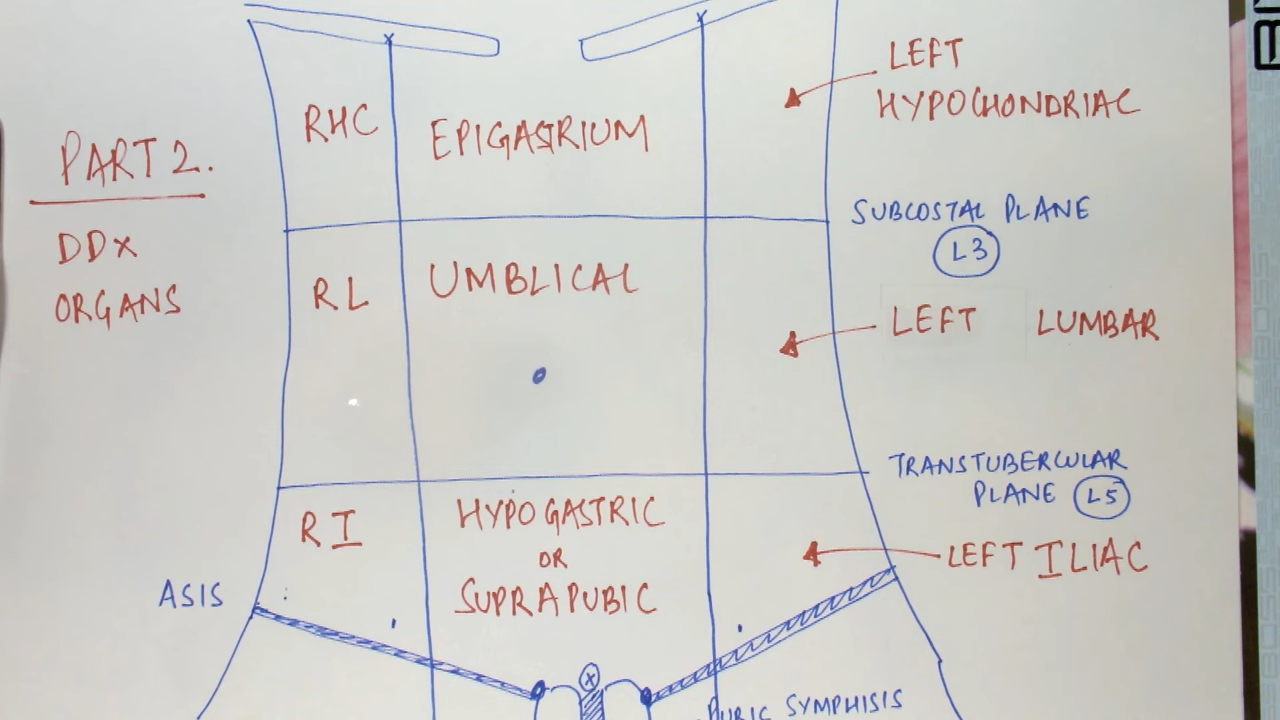 PART 2.
DDX
ORGANS
RHC
EPIGASTRIUM
LEFT
HYPOCHONDRIAC
SUBCOSTAL PLANE
L3
RL
UMBLICAL
LEFT LUMBAR
TRANSTUBERCULAR
PLANE L5
RI
HYPOGASTRIC
OR
SUPRAPUBIC
LEFT ILIAC
ASIS
PUBIC SYMPHISIS